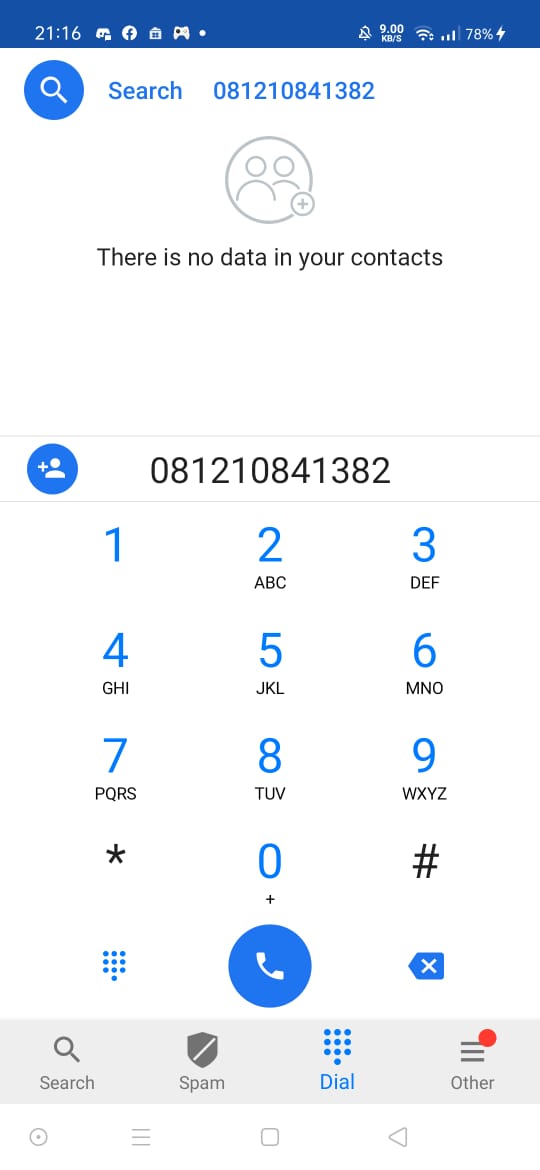 21:16 9.00 KB/S 78%
Search 081210841382
There is no data in your contacts
081210841382
1 2 3
ABC DEF
4 5 6
GHI JKL MNO
7 8 9
PQRS TUV WXYZ
* 0 #
+
Search Spam Dial Other